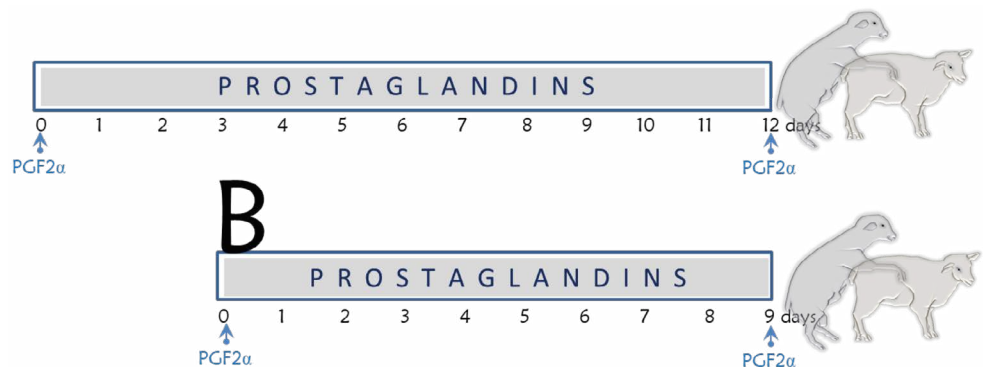 PROSTAGLANDINS
0 1 2 3 4 5 6 7 8 9 10 11 12 days
PGF2α PGF2α
B
PROSTAGLANDINS
0 1 2 3 4 5 6 7 8 9 days
PGF2α PGF2α